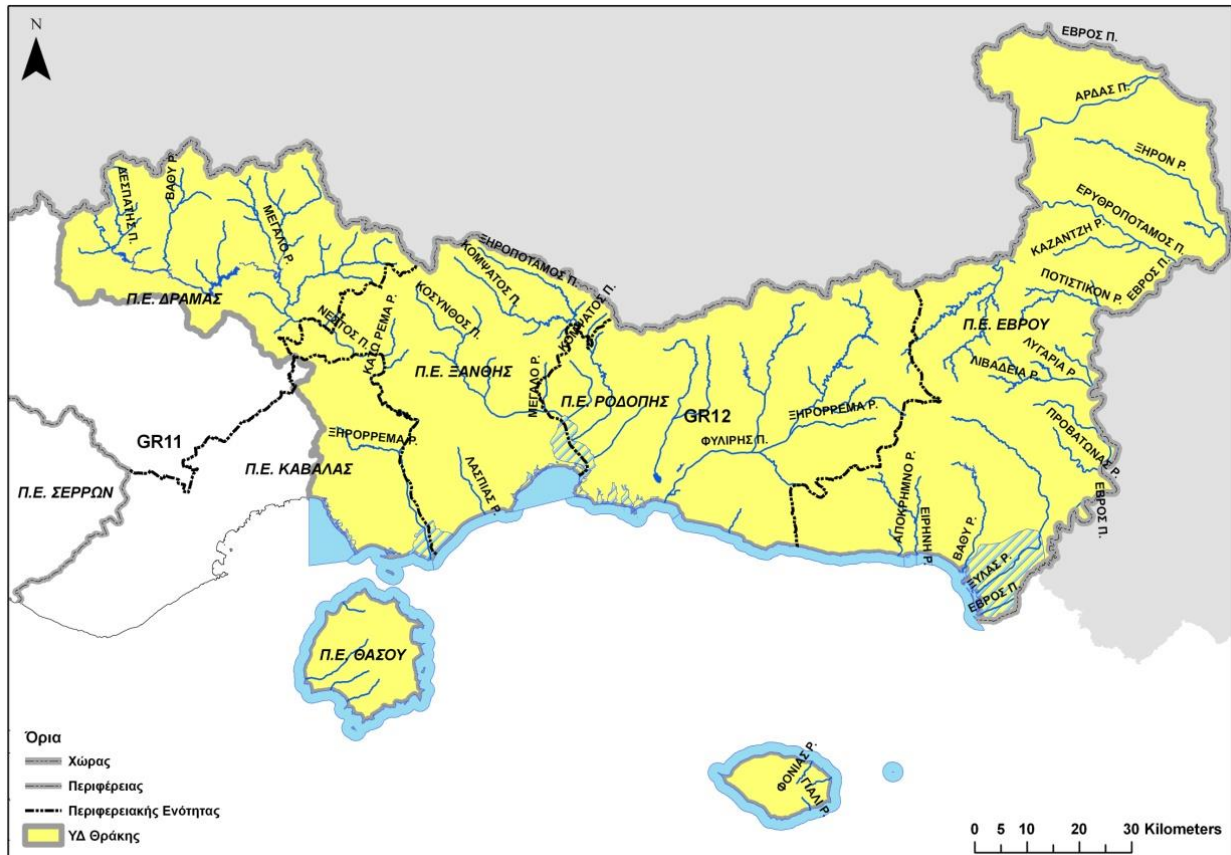 N
ΕΒΡΟΣ Π.
ΑΡΔΑΣ Π.
ΞΗΡΟΝ Ρ.
ΕΡΥΘΡΟΠΟΤΑΜΟΣ Π.
ΚΑΖΑΝΤΖΗ Ρ.
ΕΒΡΟΣ Π.
ΠΟΤΙΣΤΙΚΟΝ Ρ.
Π.Ε. ΕΒΡΟΥ
ΛΥΓΑΡΙΑ Ρ.
ΛΙΒΑΔΕΙΑ Ρ.
ΠΡΟΒΑΤΩΝΑΣ Ρ.
ΕΒΡΟΣ Π.
ΔΕΣΠΑΤΗΣ Π.
ΒΑΘΥ Ρ.
ΜΕΓΑΛΟ Ρ.
Π.Ε. ΔΡΑΜΑΣ
ΝΕΣΤΟΣ Π.
ΚΑΤΩ ΡΕΜΑ Ρ.
ΚΟΣΥΝΘΟΣ Π.
ΚΟΜΨΑΤΟΣ Π.
ΞΗΡΟΠΟΤΑΜΟΣ Π.
ΚΟΜΨΑΤΟΣ Π.
Π.Ε. ΞΑΝΘΗΣ
ΜΕΓΑΛΟ Ρ.
Π.Ε. ΡΟΔΟΠΗΣ
GR12
ΞΗΡΟΡΡΕΜΑ Ρ.
ΦΥΛΙΡΗΣ Π.
GR11
ΞΗΡΟΡΡΕΜΑ Ρ.
Π.Ε. ΚΑΒΑΛΑΣ
Π.Ε. ΣΕΡΡΩΝ
ΛΑΣΠΙΑΣ Ρ.
ΑΠΟΚΡΗΜΝΟ Ρ.
ΕΙΡΗΝΗ Ρ.
ΒΑΘΥ Ρ.
ΞΥΛΑΣ Ρ.
ΕΒΡΟΣ Π.
Π.Ε. ΘΑΣΟΥ
ΦΟΝΙΑΣ Ρ.
ΓΙΑΛΙ Ρ.
Όρια
Χώρας
Περιφέρειας
Περιφερειακής Ενότητας
ΥΔ Θράκης
0 5 10 20 30 Kilometers